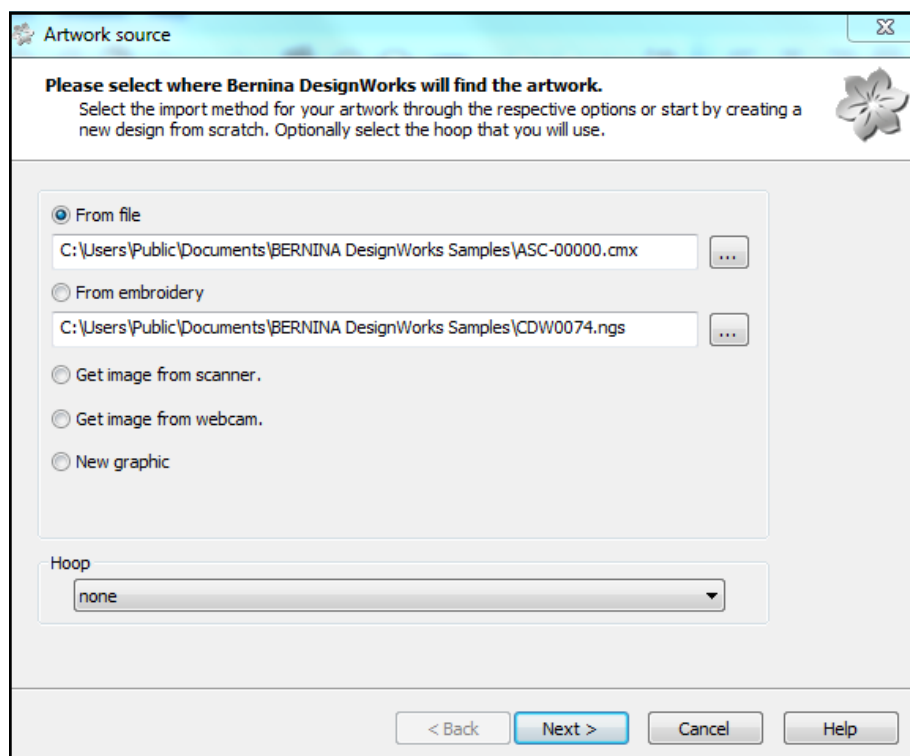 Artwork source
Please select where Bernina DesignWorks will find the artwork.
Select the import method for your artwork through the respective options or start by creating a
new design from scratch. Optionally select the hoop that you will use.
From file
C:\Users\Public\Documents\BERNINA DesignWorks Samples\ASC-00000.cmx
...
From embroidery
C:\Users\Public\Documents\BERNINA DesignWorks Samples\CDW0074.ngs
...
Get image from scanner.
Get image from webcam.
New graphic
Hoop
none
< Back Next > Cancel Help